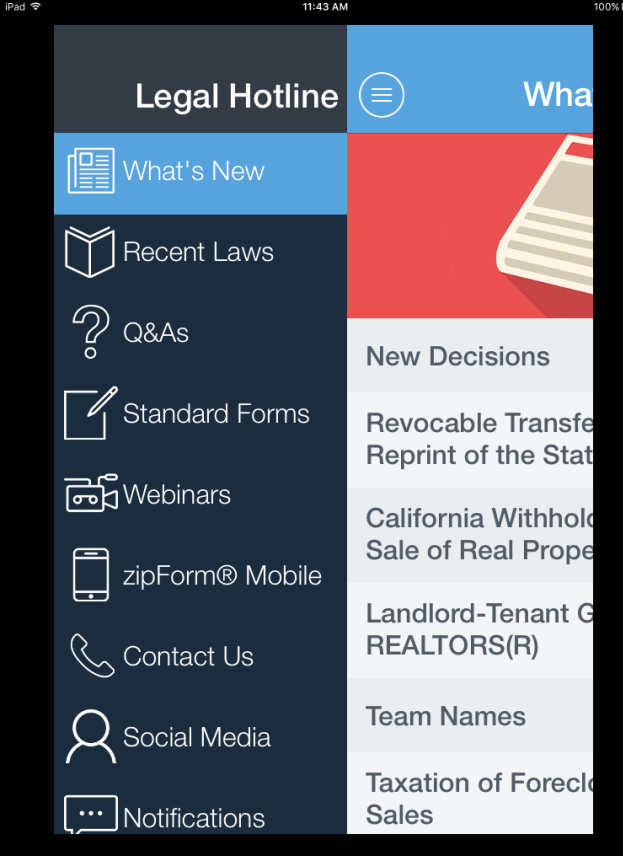 iPad
11:43 AM
100%
Legal Hotline
What's New
Recent Laws
Q&As
Standard Forms
Webinars
zipForm® Mobile
Contact Us
Social Media
Notifications
Wha
New Decisions
Revocable Transfe
Reprint of the Stat
California Withhold
Sale of Real Prope
Landlord-Tenant G
REALTORS(R)
Team Names
Taxation of Foreclo
Sales